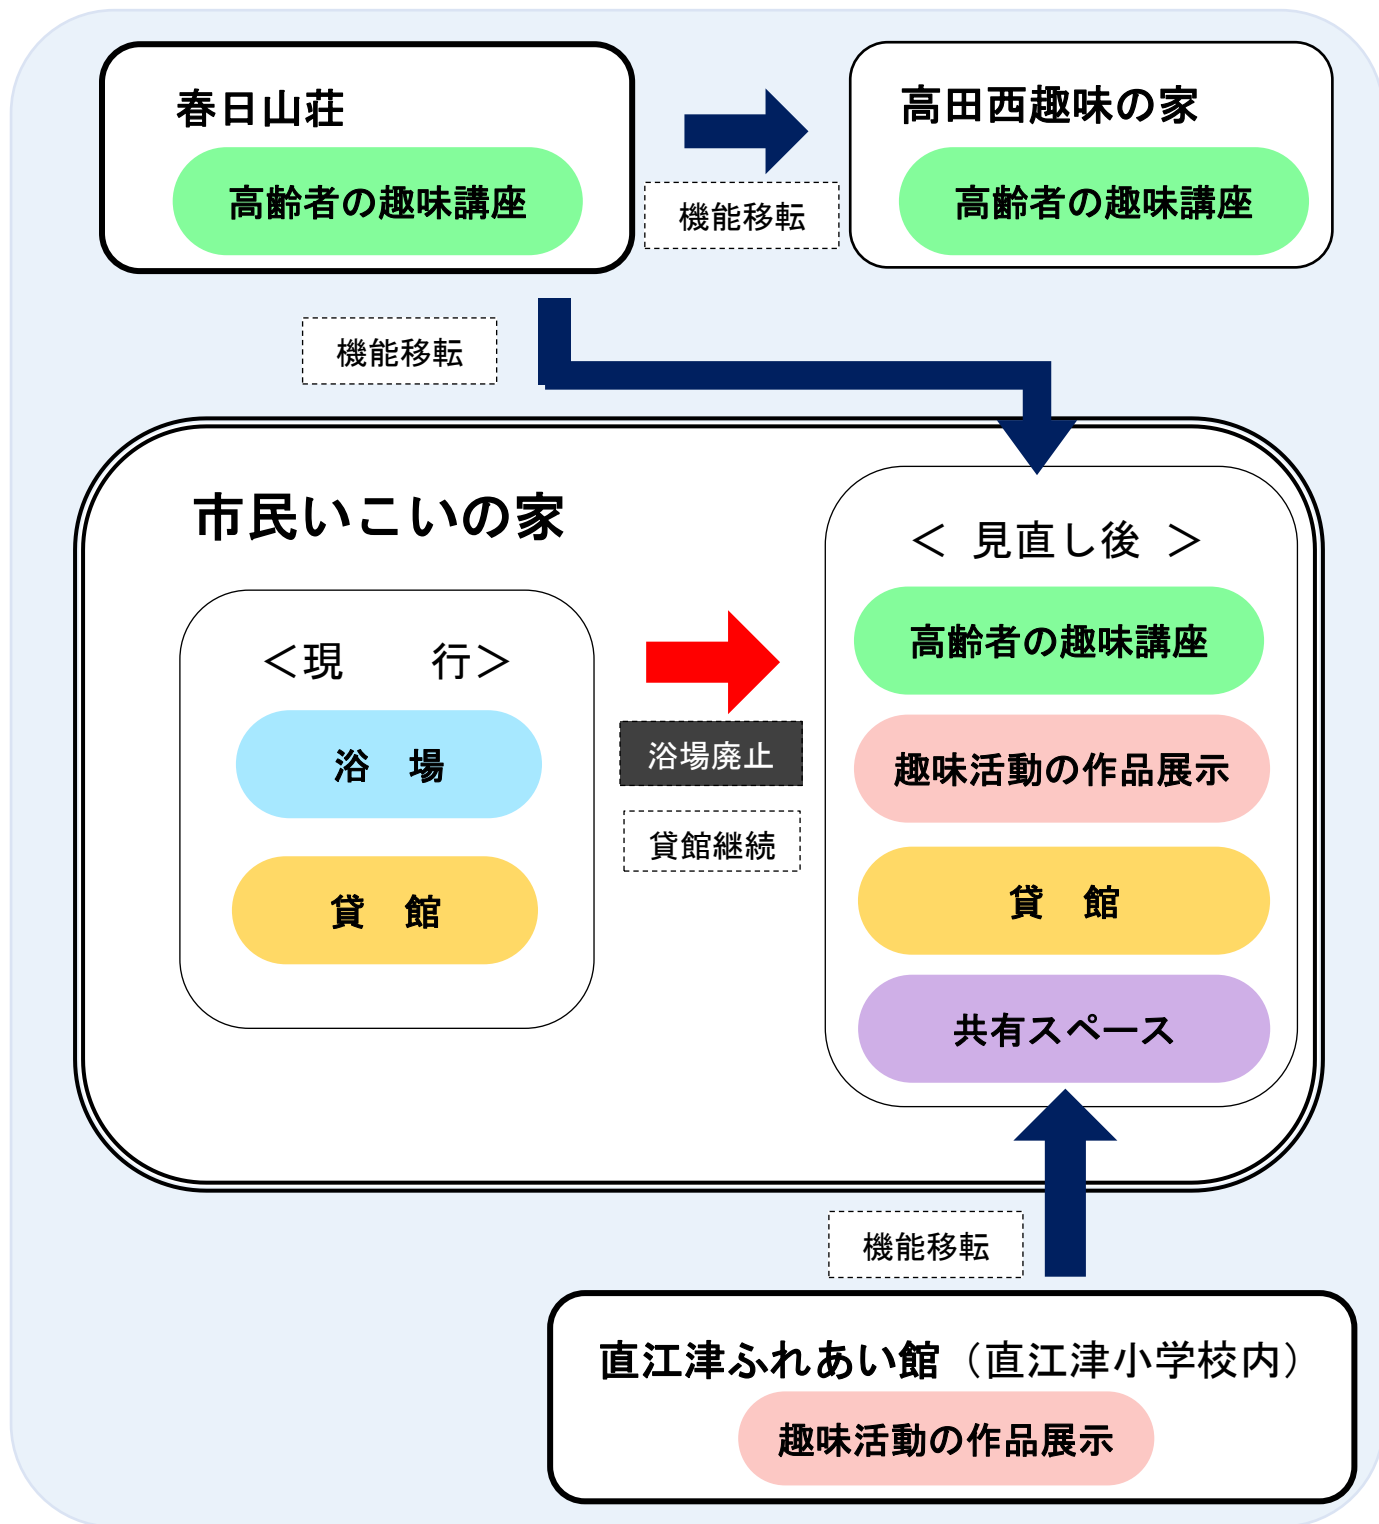 春日山荘
高齢者の趣味講座
機能移転
高田西趣味の家
高齢者の趣味講座
機能移転
市民いこいの家
＜現　　行＞
浴　場
貸　館
浴場廃止
貸館継続
＜ 見直し後 ＞
高齢者の趣味講座
趣味活動の作品展示
貸　館
共有スペース
機能移転
直江津ふれあい館（直江津小学校内）
趣味活動の作品展示